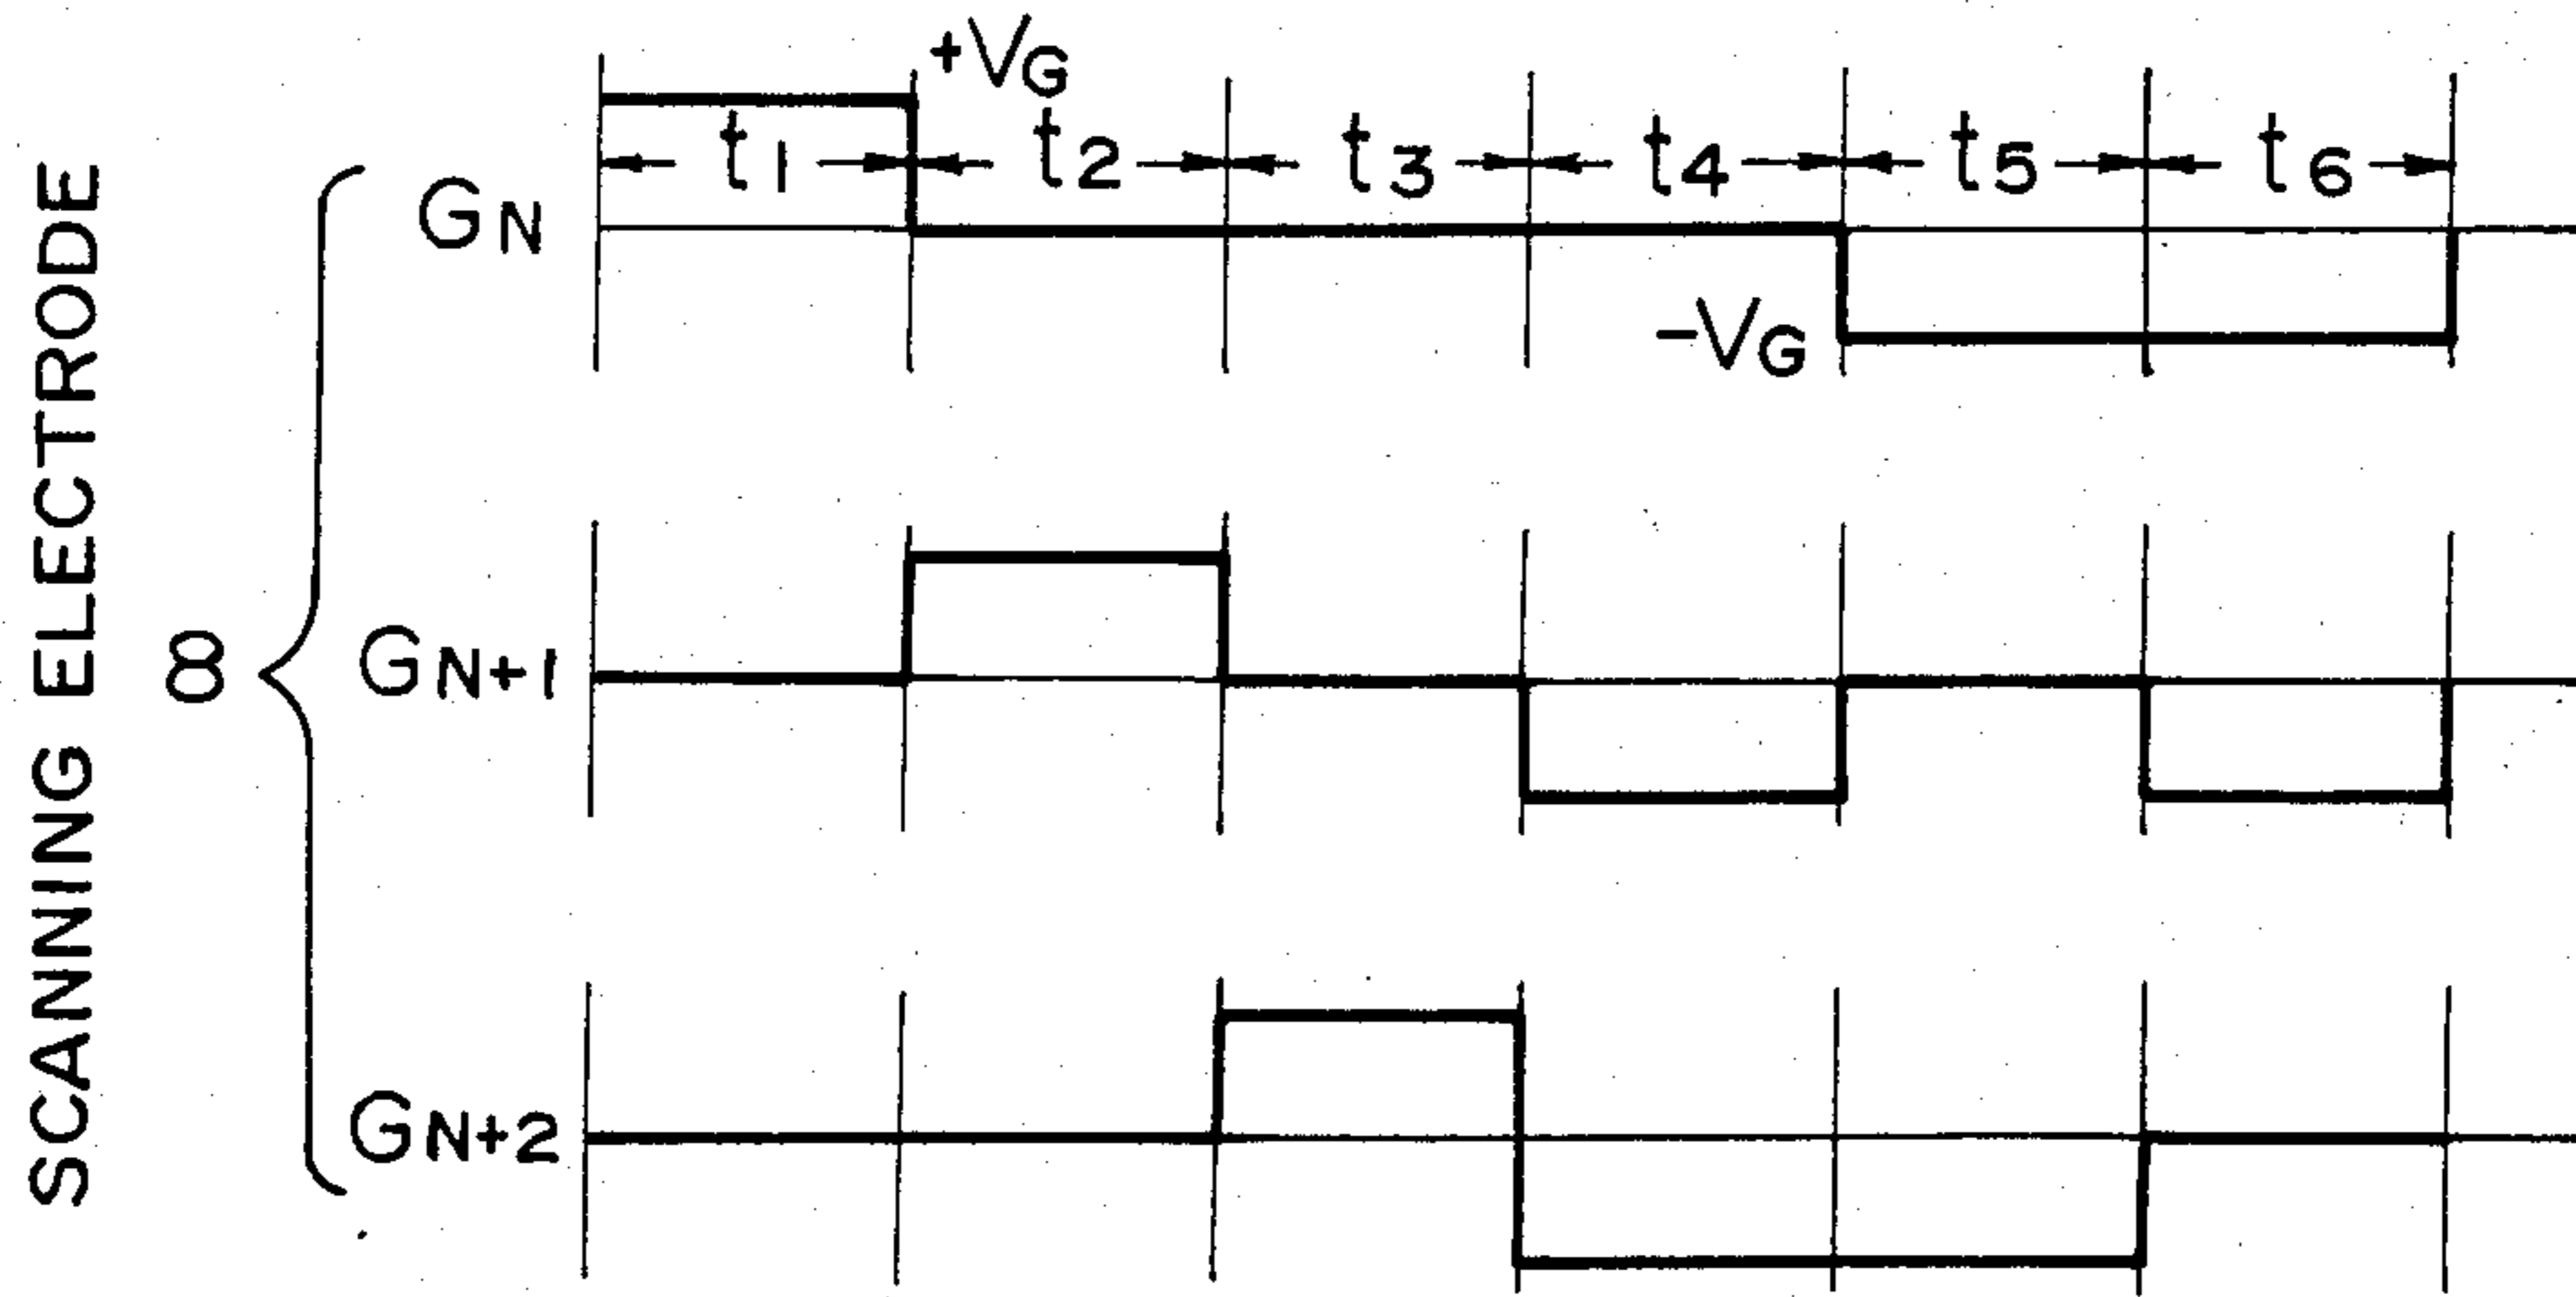 SCANNING ELECTRODE
8
+VG
t1 t2 t3 t4 t5 t6
GN
-VG
GN+1
GN+2